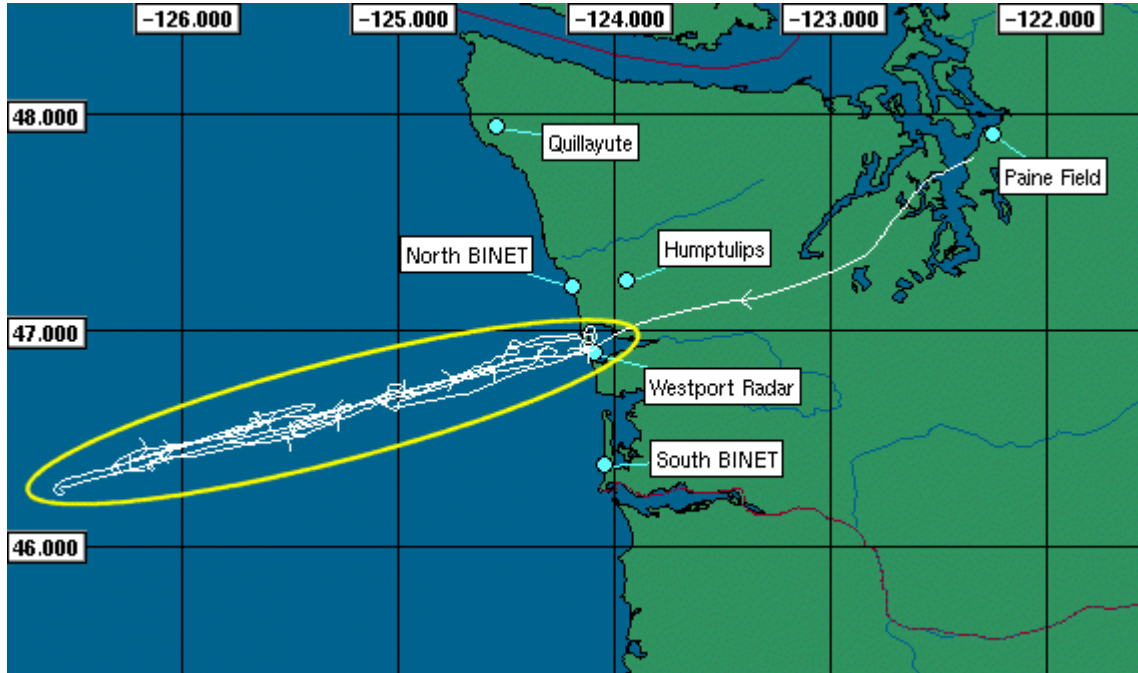 −126.000
−125.000
−124.000
−123.000
−122.000
48.000
Quillayute
Paine Field
North BINET
Humptulips
47.000
Westport Radar
South BINET
46.000